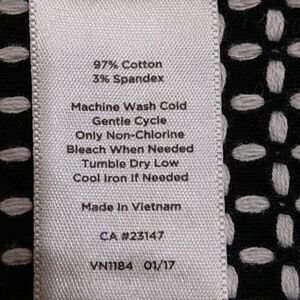 97% Cotton
3% Spandex
Machine Wash Cold
Gentle Cycle
Only Non-Chlorine
Bleach When Needed
Tumble Dry Low
Cool Iron If Needed
Made In Vietnam
CA #23147
VN1184 01/17